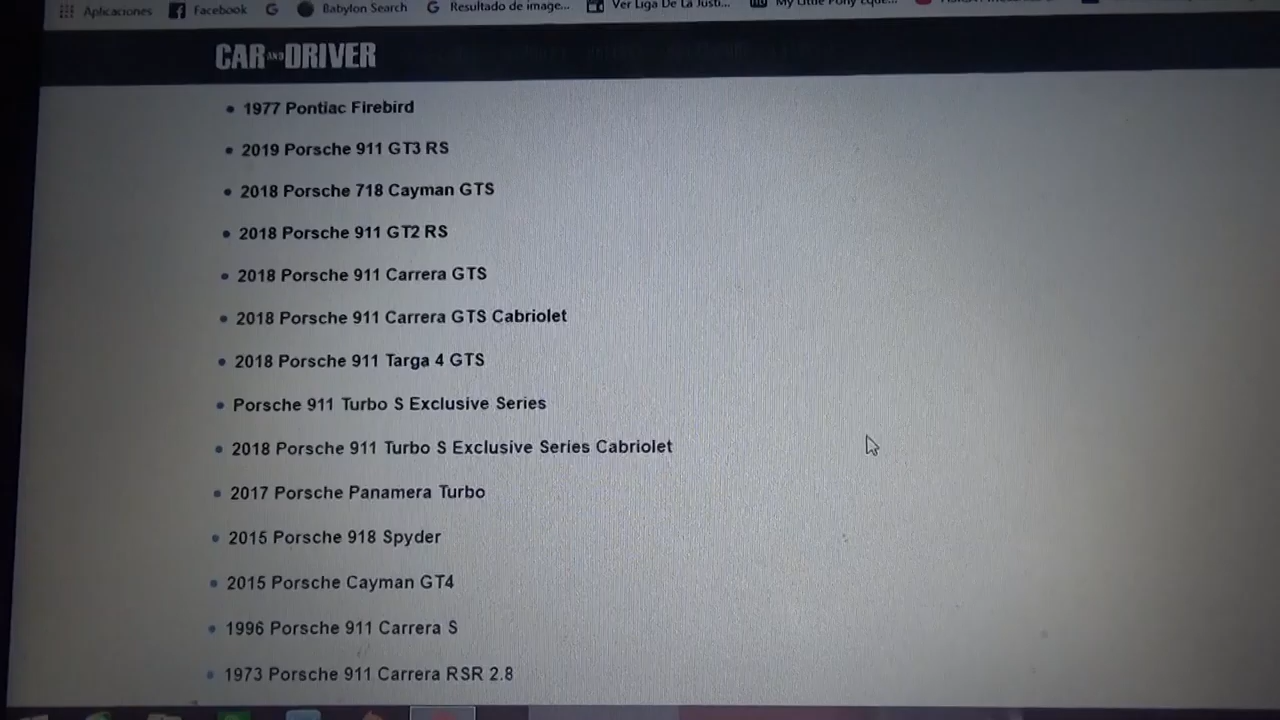 Aplicaciones Facebook G Babylon Search G Resultado de image... Ver Liga De La Justi... My Little Pony Eque...
CAR AND DRIVER
1977 Pontiac Firebird
2019 Porsche 911 GT3 RS
2018 Porsche 718 Cayman GTS
2018 Porsche 911 GT2 RS
2018 Porsche 911 Carrera GTS
2018 Porsche 911 Carrera GTS Cabriolet
2018 Porsche 911 Targa 4 GTS
Porsche 911 Turbo S Exclusive Series
2018 Porsche 911 Turbo S Exclusive Series Cabriolet
2017 Porsche Panamera Turbo
2015 Porsche 918 Spyder
2015 Porsche Cayman GT4
1996 Porsche 911 Carrera S
1973 Porsche 911 Carrera RSR 2.8